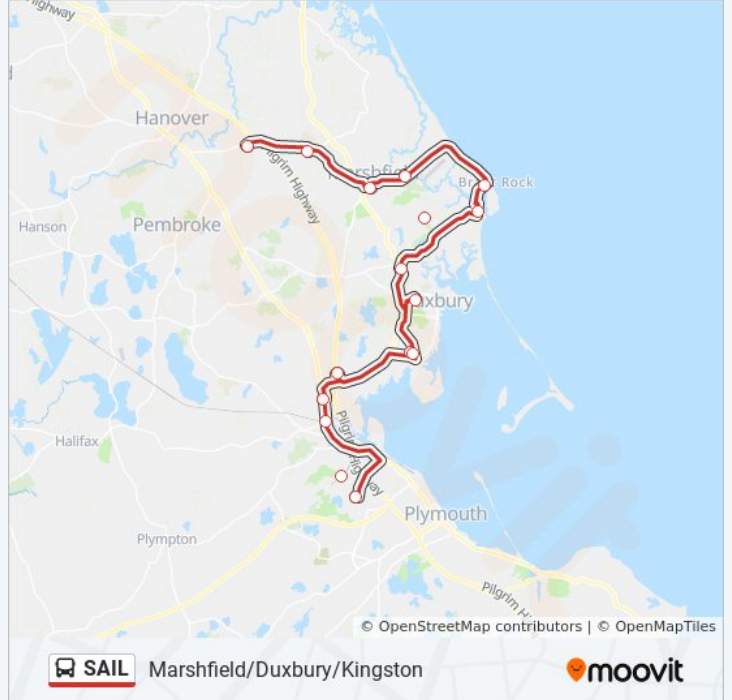 Highway
Hanover
Pilgrim Highway
Marshfield
Brant Rock
Hanson
Pembroke
Duxbury
Halifax
Pilgrim Highway
Plymouth
Plympton
© OpenStreetMap contributors | © OpenMapTiles
SAIL Marshfield/Duxbury/Kingston
moovit